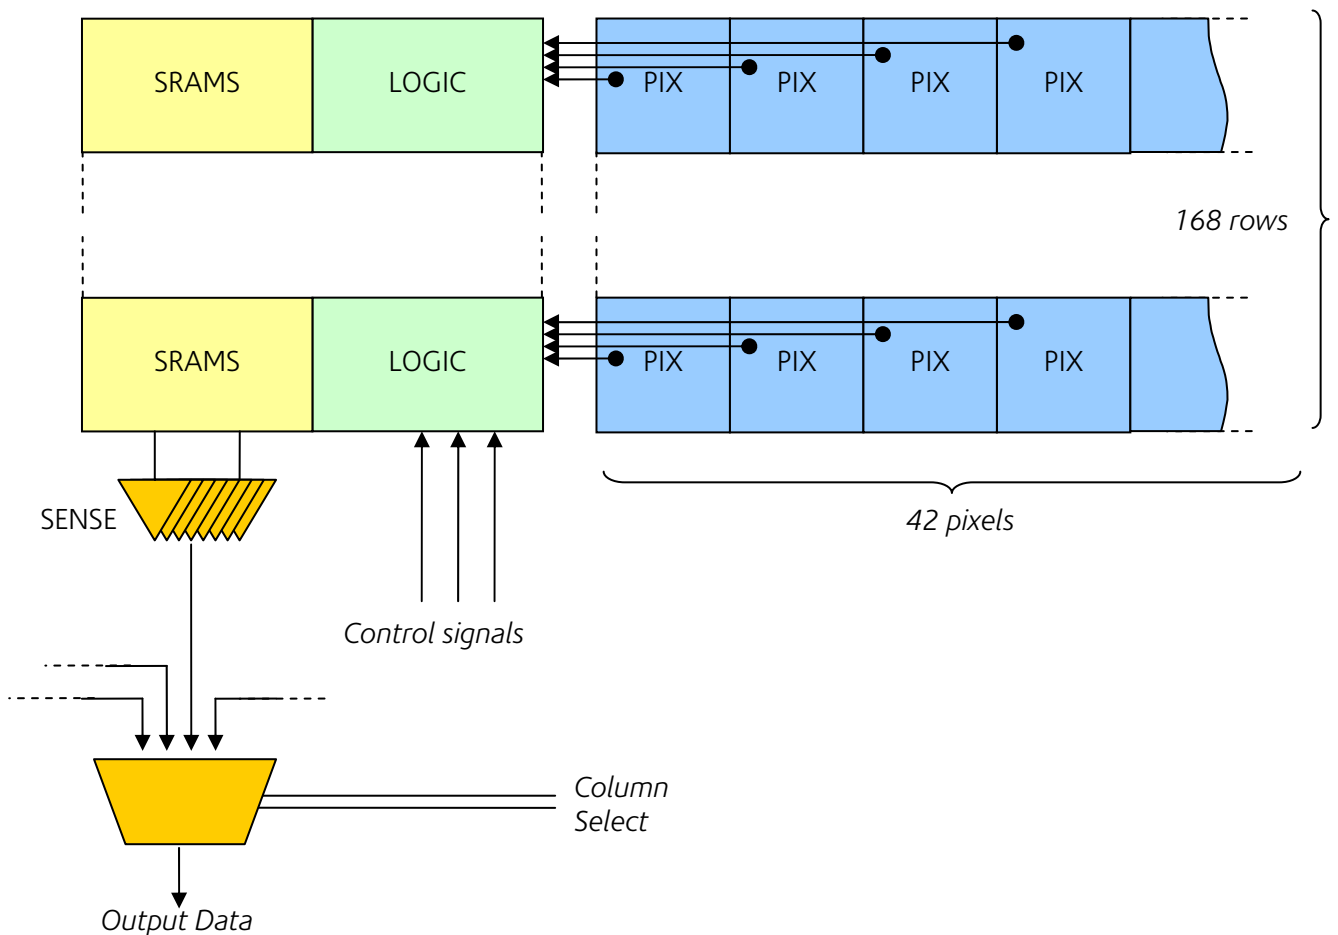 SRAMS LOGIC PIX PIX PIX PIX
168 rows
SRAMS LOGIC PIX PIX PIX PIX
SENSE
42 pixels
Control signals
Column
Select
Output Data